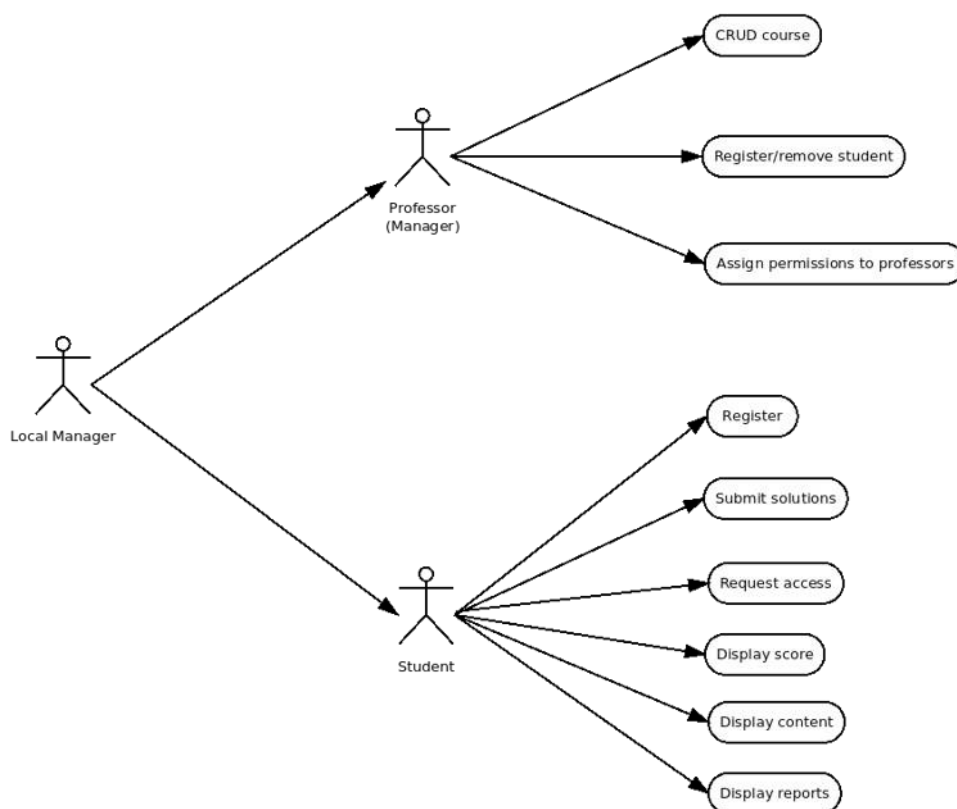 CRUD course
Register/remove student
Professor
(Manager)
Assign permissions to professors
Local Manager
Register
Submit solutions
Request access
Display score
Student
Display content
Display reports